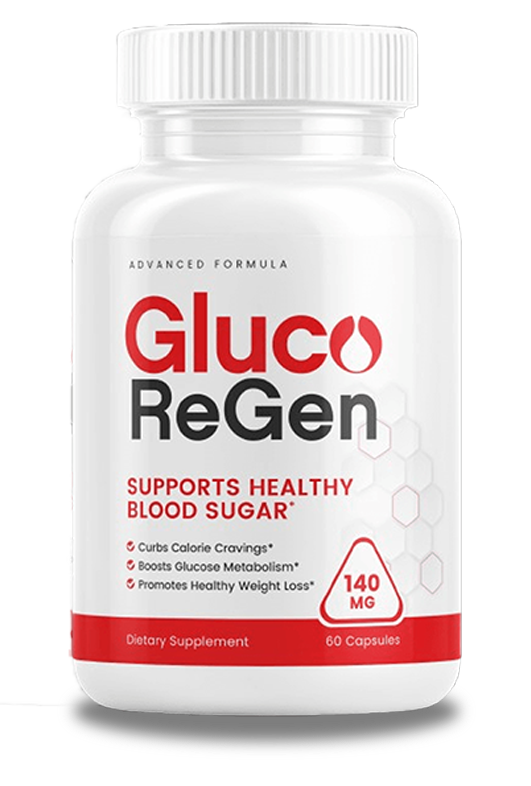 ADVANCED FORMULA
Gluco
ReGen
SUPPORTS HEALTHY
BLOOD SUGAR*
Curbs Calorie Cravings*
Boosts Glucose Metabolism*
Promotes Healthy Weight Loss*
140
MG
Dietary Supplement
60 Capsules